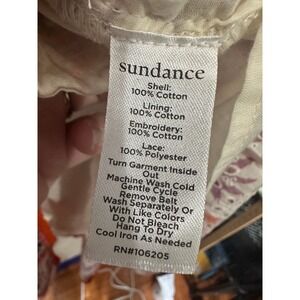 sundance
Shell:
100% Cotton
Lining:
100% Cotton
Embroidery:
100% Cotton
Lace:
100% Polyester
Turn Garment Inside
Out
Machine Wash Cold
Gentle Cycle
Remove Belt
Wash Separately Or
With Like Colors
Do Not Bleach
Hang To Dry
Cool Iron As Needed
RN#106205